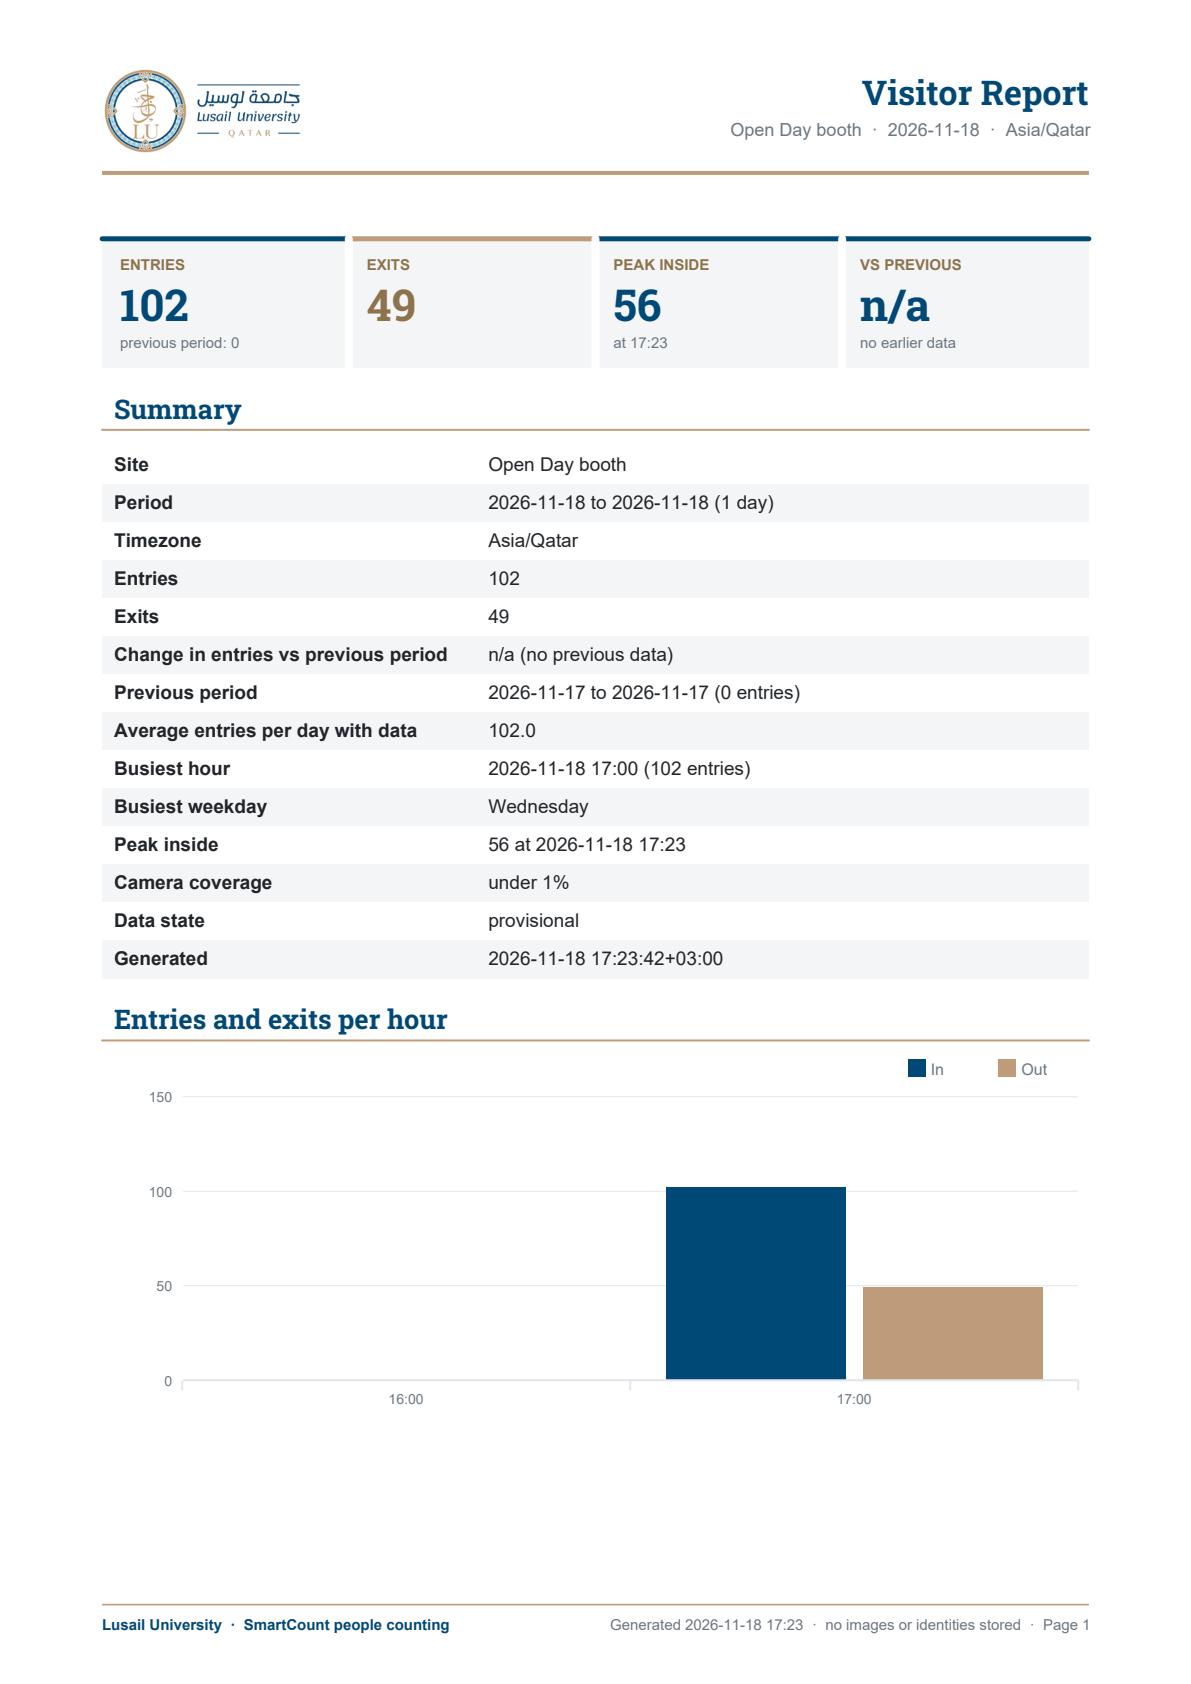 LU
جامعة لوسيل
Lusail University
QATAR
Visitor Report
Open Day booth · 2026-11-18 · Asia/Qatar
ENTRIES
102
previous period: 0
EXITS
49
PEAK INSIDE
56
at 17:23
VS PREVIOUS
n/a
no earlier data
Summary
Site Open Day booth
Period 2026-11-18 to 2026-11-18 (1 day)
Timezone Asia/Qatar
Entries 102
Exits 49
Change in entries vs previous period n/a (no previous data)
Previous period 2026-11-17 to 2026-11-17 (0 entries)
Average entries per day with data 102.0
Busiest hour 2026-11-18 17:00 (102 entries)
Busiest weekday Wednesday
Peak inside 56 at 2026-11-18 17:23
Camera coverage under 1%
Data state provisional
Generated 2026-11-18 17:23:42+03:00
Entries and exits per hour
In Out
150
100
50
0
16:00 17:00
Lusail University · SmartCount people counting Generated 2026-11-18 17:23 · no images or identities stored · Page 1